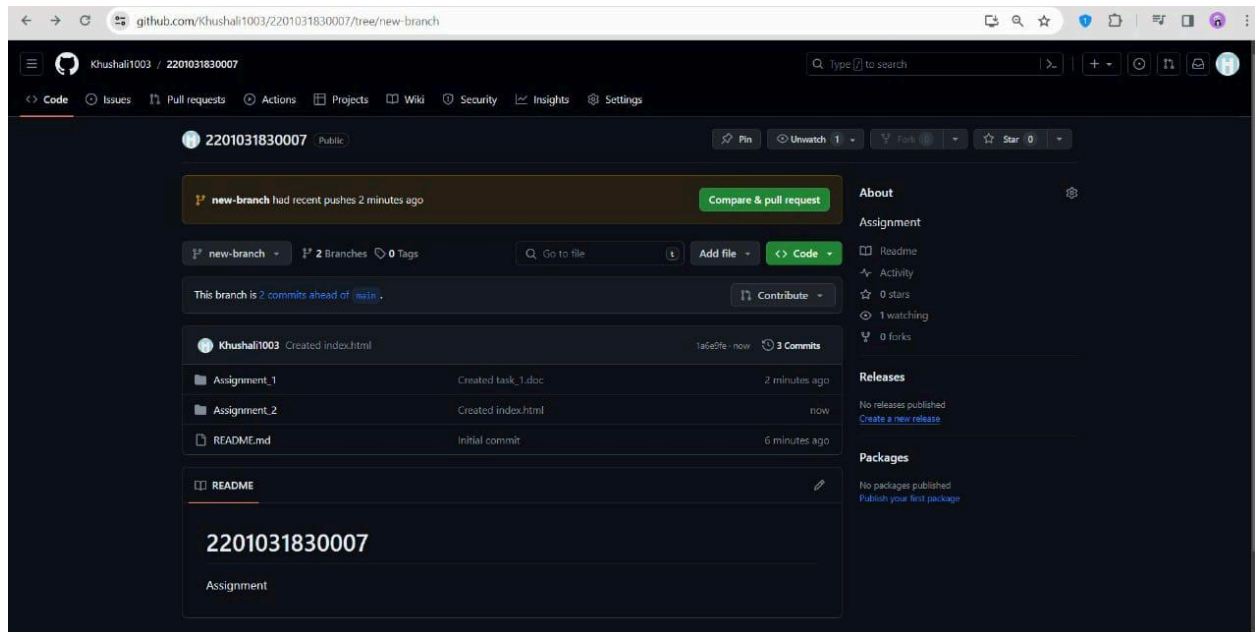 github.com/Khushali1003/2201031830007/tree/new-branch
Khushali1003 / 2201031830007
Type / to search
Code Issues Pull requests Actions Projects Wiki Security Insights Settings
2201031830007 Public
Pin Unwatch 1 Fork 0 Star 0
new-branch had recent pushes 2 minutes ago
Compare & pull request
new-branch 2 Branches 0 Tags
Go to file t Add file Code
This branch is 2 commits ahead of main .
Contribute
Khushali1003 Created index.html 1a6e9fe · now 3 Commits
Assignment_1 Created task_1.doc 2 minutes ago
Assignment_2 Created index.html now
README.md Initial commit 6 minutes ago
README
2201031830007
Assignment
About
Assignment
Readme
Activity
0 stars
1 watching
0 forks
Releases
No releases published
Create a new release
Packages
No packages published
Publish your first package